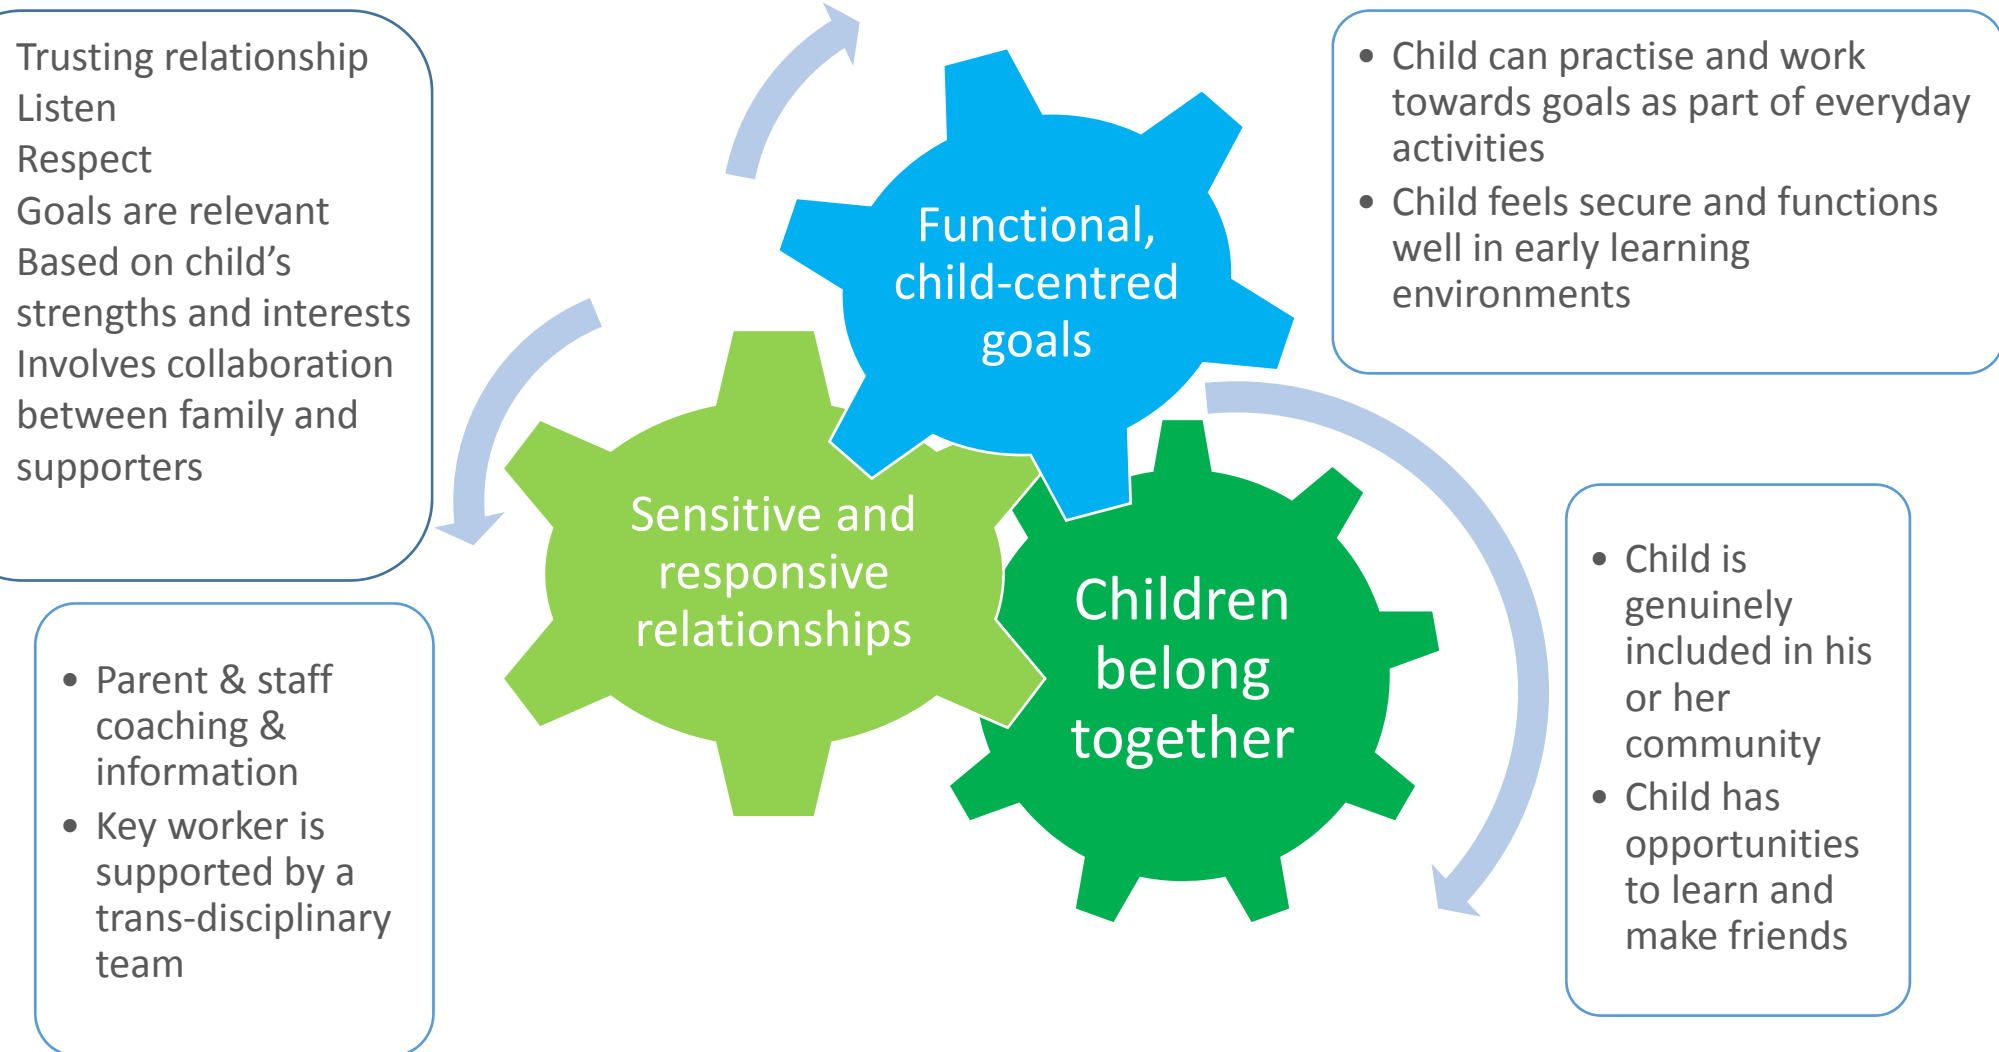 Trusting relationship
Listen
Respect
Goals are relevant
Based on child’s
strengths and interests
Involves collaboration
between family and
supporters
• Parent & staff
coaching &
information
• Key worker is
supported by a
trans-disciplinary
team
Functional,
child-centred
goals
Sensitive and
responsive
relationships
Children
belong
together
• Child can practise and work
towards goals as part of everyday
activities
• Child feels secure and functions
well in early learning
environments
• Child is
genuinely
included in his
or her
community
• Child has
opportunities
to learn and
make friends